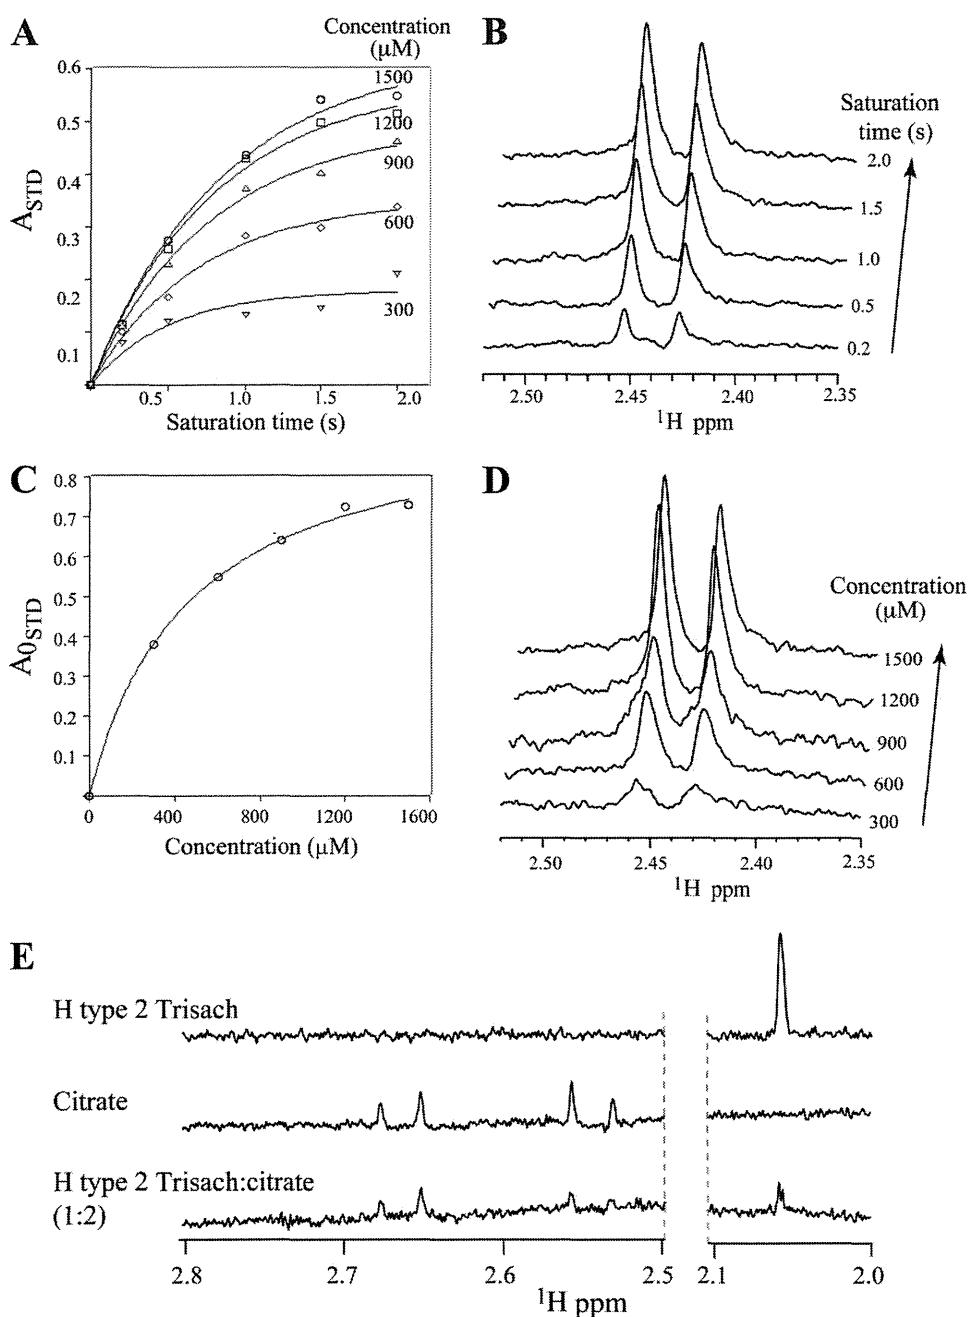 A
Concentration
(μM)
0.6
0.5
0.4
0.3
0.2
0.1
A_STD
1500
1200
900
600
300
0.5 1.0 1.5 2.0
Saturation time (s)
B
Saturation
time (s)
2.0
1.5
1.0
0.5
0.2
2.50 2.45 2.40 2.35
¹H ppm
C
0.8
0.7
0.6
0.5
0.4
0.3
0.2
0.1
A0_STD
0 400 800 1200 1600
Concentration (μM)
D
Concentration
(μM)
1500
1200
900
600
300
2.50 2.45 2.40 2.35
¹H ppm
E
H type 2 Trisach
Citrate
H type 2 Trisach:citrate
(1:2)
2.8 2.7 2.6 2.5 2.1 2.0
¹H ppm